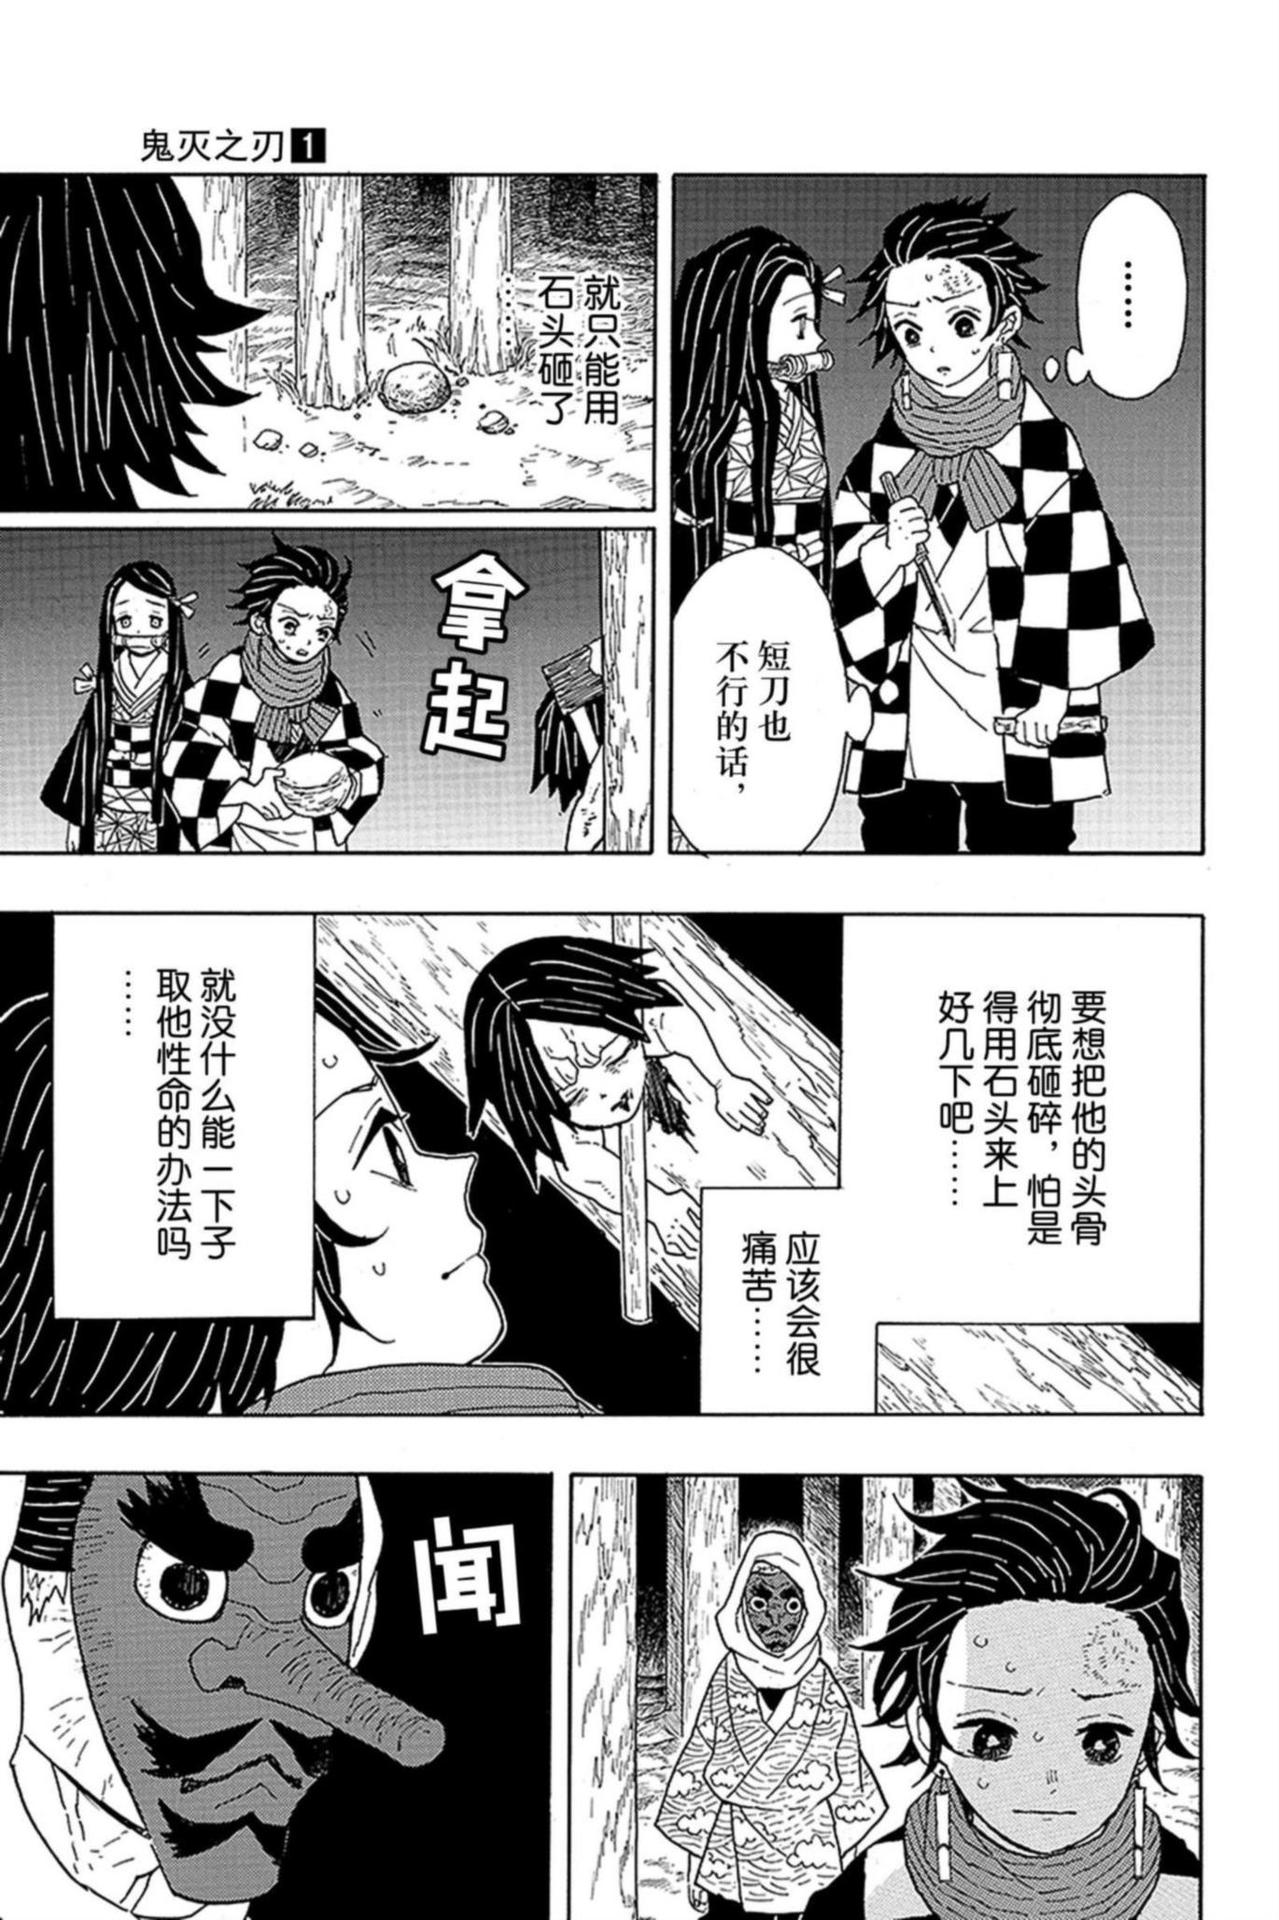 鬼灭之刃1
……
短刀也
不行的话，
就只能用
石头砸了
……
拿起
要想把他的头骨
彻底砸碎，怕是
得用石头来上
好几下吧……
应该会很
痛苦……
就没什么能一下子
取他性命的办法吗
……
闻